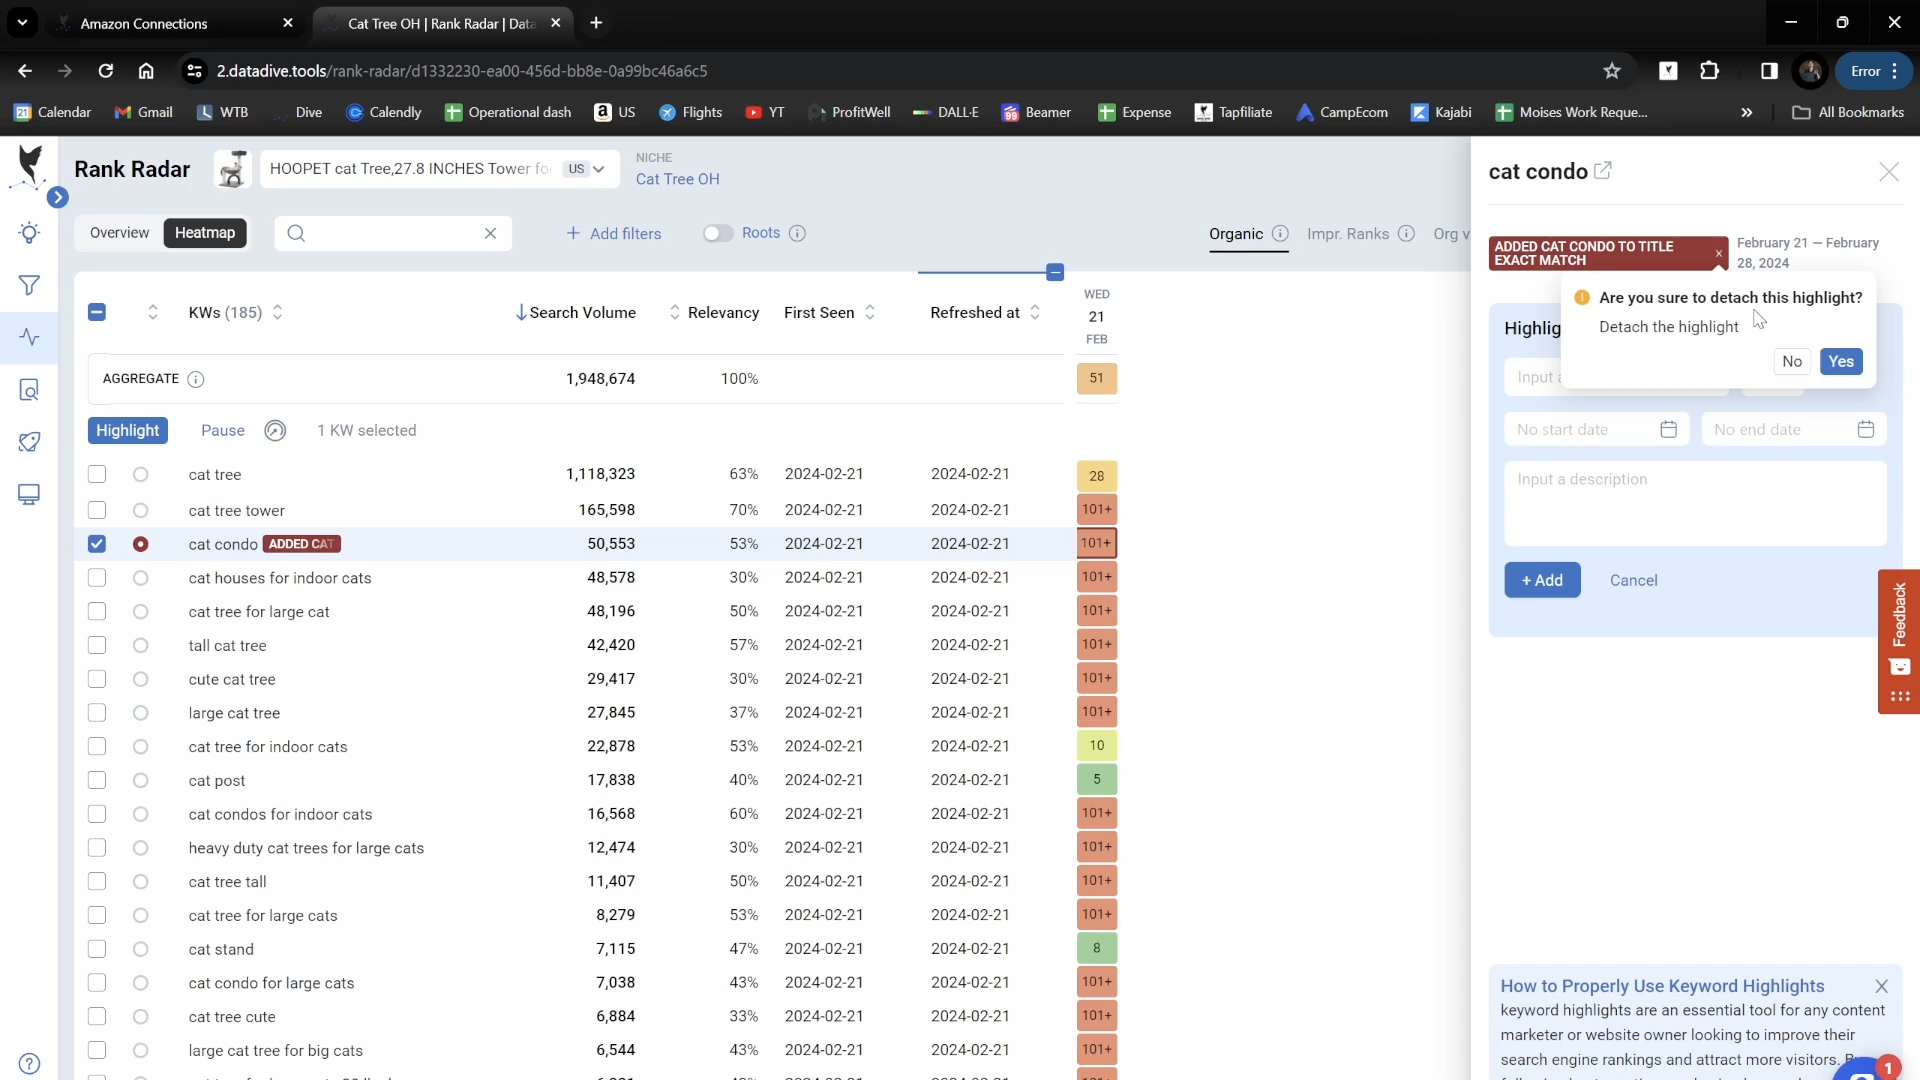 Amazon Connections
Cat Tree OH | Rank Radar | Data
2.datadive.tools/rank-radar/d1332230-ea00-456d-bb8e-0a99bc46a6c5
Error
Calendar Gmail WTB Dive Calendly Operational dash US Flights YT ProfitWell DALL·E Beamer Expense Tapfiliate CampEcom Kajabi Moises Work Reque... » All Bookmarks
Rank Radar
HOOPET cat Tree,27.8 INCHES Tower fo US
NICHE
Cat Tree OH
Overview Heatmap
+ Add filters
Roots
Organic Impr. Ranks Org v
KWs (185) Search Volume Relevancy First Seen Refreshed at
WED
21
FEB
AGGREGATE 1,948,674 100% 51
Highlight Pause 1 KW selected
cat tree 1,118,323 63% 2024-02-21 2024-02-21 28
cat tree tower 165,598 70% 2024-02-21 2024-02-21 101+
cat condo ADDED CAT 50,553 53% 2024-02-21 2024-02-21 101+
cat houses for indoor cats 48,578 30% 2024-02-21 2024-02-21 101+
cat tree for large cat 48,196 50% 2024-02-21 2024-02-21 101+
tall cat tree 42,420 57% 2024-02-21 2024-02-21 101+
cute cat tree 29,417 30% 2024-02-21 2024-02-21 101+
large cat tree 27,845 37% 2024-02-21 2024-02-21 101+
cat tree for indoor cats 22,878 53% 2024-02-21 2024-02-21 10
cat post 17,838 40% 2024-02-21 2024-02-21 5
cat condos for indoor cats 16,568 60% 2024-02-21 2024-02-21 101+
heavy duty cat trees for large cats 12,474 30% 2024-02-21 2024-02-21 101+
cat tree tall 11,407 50% 2024-02-21 2024-02-21 101+
cat tree for large cats 8,279 53% 2024-02-21 2024-02-21 101+
cat stand 7,115 47% 2024-02-21 2024-02-21 8
cat condo for large cats 7,038 43% 2024-02-21 2024-02-21 101+
cat tree cute 6,884 33% 2024-02-21 2024-02-21 101+
large cat tree for big cats 6,544 43% 2024-02-21 2024-02-21 101+
cat condo
ADDED CAT CONDO TO TITLE
EXACT MATCH ×
February 21 – February
28, 2024
Are you sure to detach this highlight?
Detach the highlight
No Yes
Highlig
Input a
No start date No end date
Input a description
+ Add Cancel
Feedback
How to Properly Use Keyword Highlights
keyword highlights are an essential tool for any content
marketer or website owner looking to improve their
search engine rankings and attract more visitors.
1